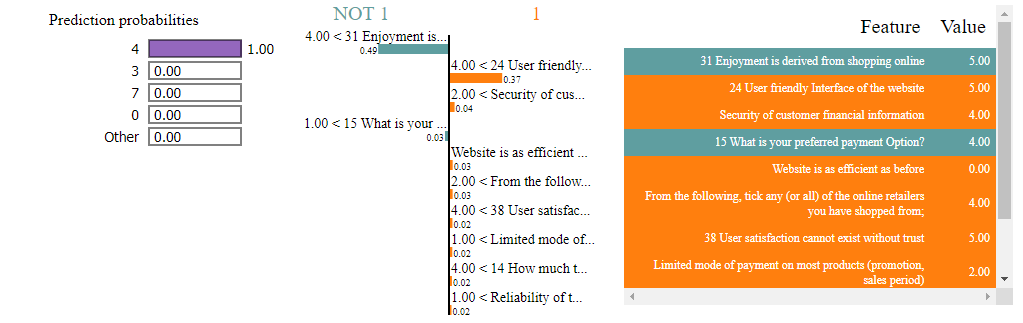 Prediction probabilities
4 1.00
3 0.00
7 0.00
0 0.00
Other 0.00
NOT 1 1
4.00 < 31 Enjoyment is...
0.49
4.00 < 24 User friendly...
0.37
2.00 < Security of cus...
0.04
1.00 < 15 What is your ...
0.03
Website is as efficient ...
0.03
2.00 < From the follow...
0.03
4.00 < 38 User satisfac...
0.02
1.00 < Limited mode of...
0.02
4.00 < 14 How much t...
0.02
1.00 < Reliability of t...
0.02
Feature Value
31 Enjoyment is derived from shopping online 5.00
24 User friendly Interface of the website 5.00
Security of customer financial information 4.00
15 What is your preferred payment Option? 4.00
Website is as efficient as before 0.00
From the following, tick any (or all) of the online retailers
you have shopped from; 4.00
38 User satisfaction cannot exist without trust 5.00
Limited mode of payment on most products (promotion,
sales period) 2.00